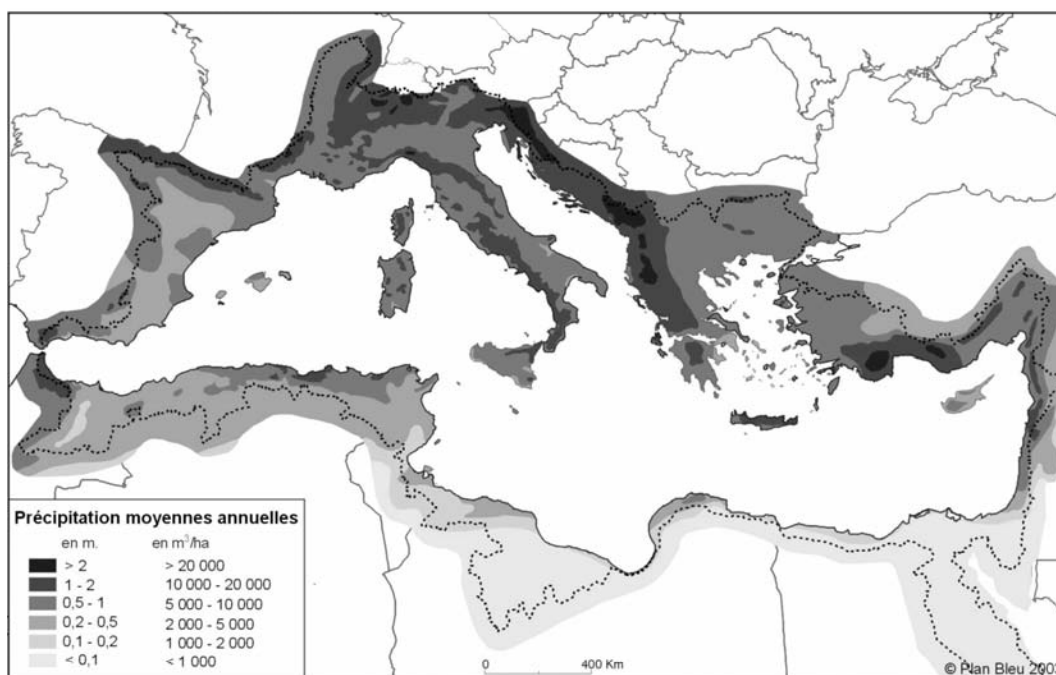 Précipitation moyennes annuelles
en m. en m³/ha
> 2 > 20 000
1 - 2 10 000 - 20 000
0,5 - 1 5 000 - 10 000
0,2 - 0,5 2 000 - 5 000
0,1 - 0,2 1 000 - 2 000
< 0,1 < 1 000
0 400 Km
© Plan Bleu